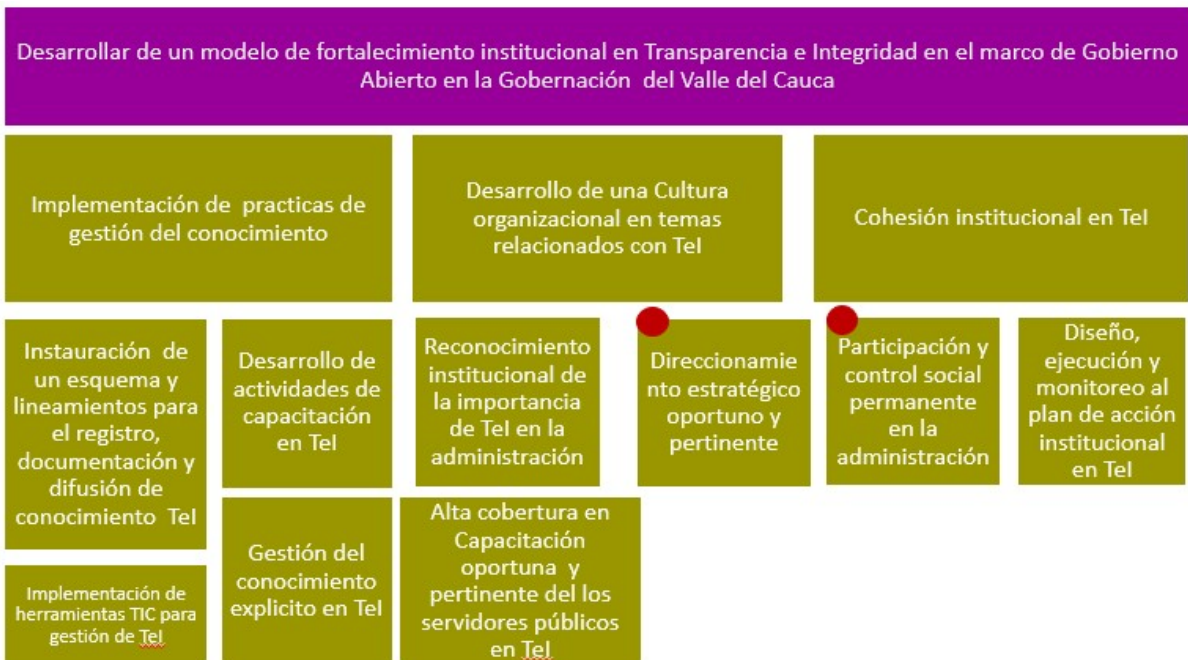 Desarrollar de un modelo de fortalecimiento institucional en Transparencia e Integridad en el marco de Gobierno
Abierto en la Gobernación del Valle del Cauca
Implementación de practicas de
gestión del conocimiento
Desarrollo de una Cultura
organizacional en temas
relacionados con TeI
Cohesión institucional en TeI
Instauración de
un esquema y
lineamientos para
el registro,
documentación y
difusión de
conocimiento TeI
Desarrollo de
actividades de
capacitación
en TeI
Reconocimiento
institucional de
la importancia
de TeI en la
administración
Direccionamie
nto estratégico
oportuno y
pertinente
Participación y
control social
permanente
en la
administración
Diseño,
ejecución y
monitoreo al
plan de acción
institucional
en TeI
Implementación de
herramientas TIC para
gestión de TeI
Gestión del
conocimiento
explicito en TeI
Alta cobertura en
Capacitación
oportuna y
pertinente del los
servidores públicos
en TeI